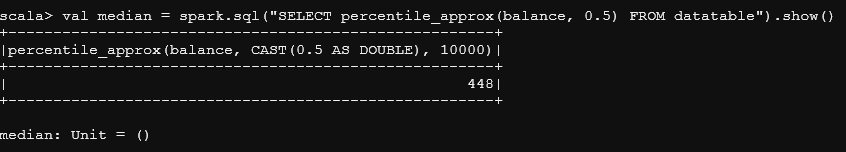 scala> val median = spark.sql("SELECT percentile_approx(balance, 0.5) FROM datatable").show()
+------------------------------------------------------+
|percentile_approx(balance, CAST(0.5 AS DOUBLE), 10000)|
+------------------------------------------------------+
|                                                   448|
+------------------------------------------------------+
median: Unit = ()